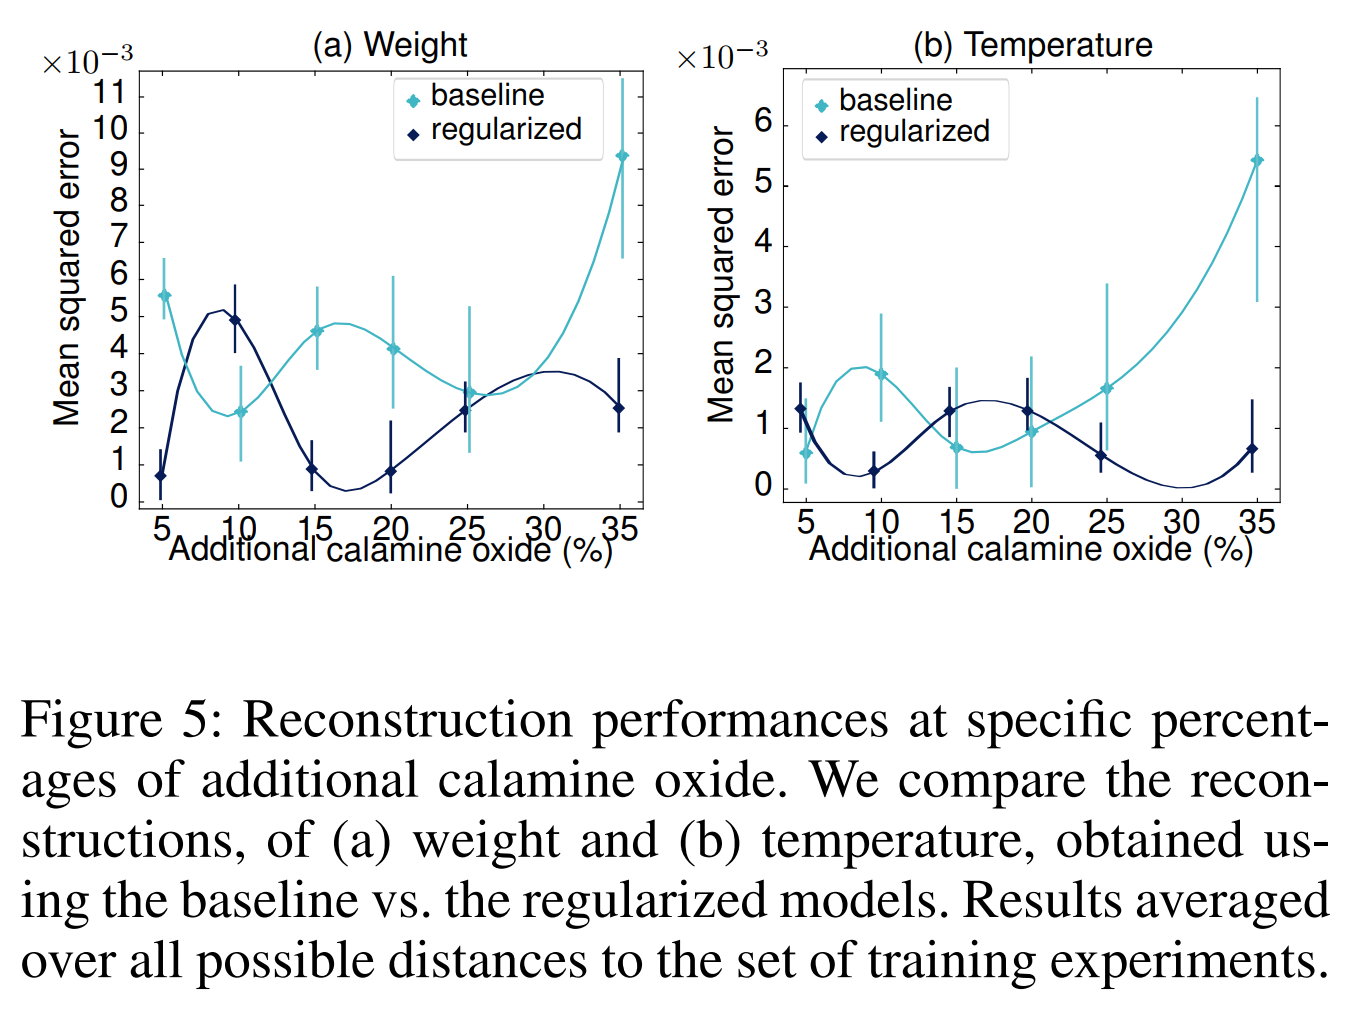 (a) Weight
×10⁻³
11
10
9
8
7
6
5
4
3
2
1
0
Mean squared error
baseline
regularized
5 10 15 20 25 30 35
Additional calamine oxide (%)
(b) Temperature
×10⁻³
6
5
4
3
2
1
0
Mean squared error
baseline
regularized
5 10 15 20 25 30 35
Additional calamine oxide (%)
Figure 5: Reconstruction performances at specific percent-
ages of additional calamine oxide. We compare the recon-
structions, of (a) weight and (b) temperature, obtained us-
ing the baseline vs. the regularized models. Results averaged
over all possible distances to the set of training experiments.